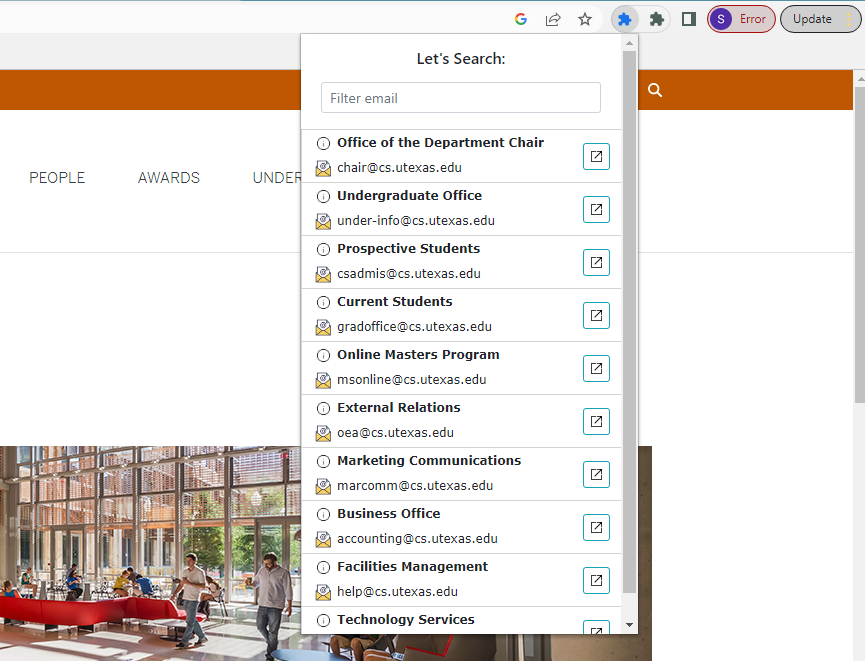 S
Error
Update
Let's Search:
Filter email
PEOPLE
AWARDS
UNDER
Office of the Department Chair
chair@cs.utexas.edu
Undergraduate Office
under-info@cs.utexas.edu
Prospective Students
csadmis@cs.utexas.edu
Current Students
gradoffice@cs.utexas.edu
Online Masters Program
msonline@cs.utexas.edu
External Relations
oea@cs.utexas.edu
Marketing Communications
marcomm@cs.utexas.edu
Business Office
accounting@cs.utexas.edu
Facilities Management
help@cs.utexas.edu
Technology Services